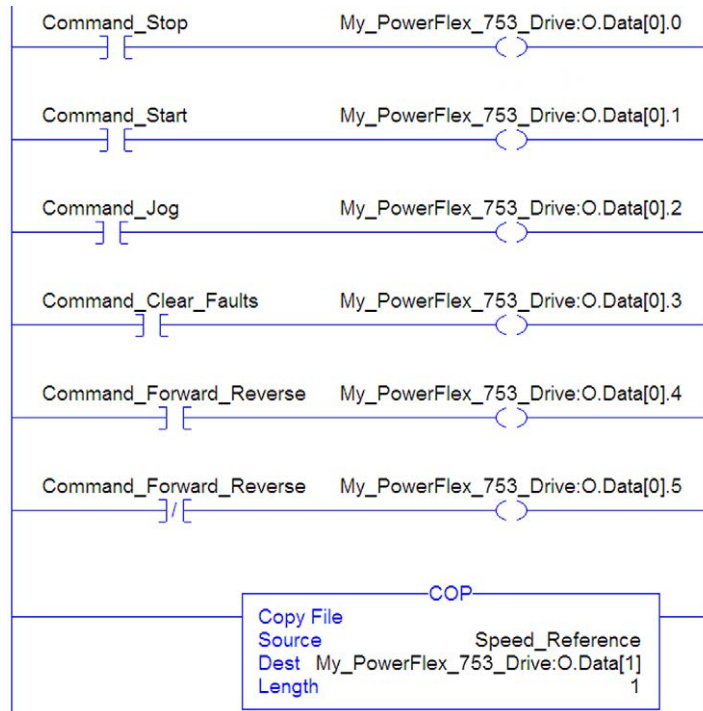 Command_Stop My_PowerFlex_753_Drive:O.Data[0].0
Command_Start My_PowerFlex_753_Drive:O.Data[0].1
Command_Jog My_PowerFlex_753_Drive:O.Data[0].2
Command_Clear_Faults My_PowerFlex_753_Drive:O.Data[0].3
Command_Forward_Reverse My_PowerFlex_753_Drive:O.Data[0].4
Command_Forward_Reverse My_PowerFlex_753_Drive:O.Data[0].5
COP
Copy File
Source Speed_Reference
Dest My_PowerFlex_753_Drive:O.Data[1]
Length 1